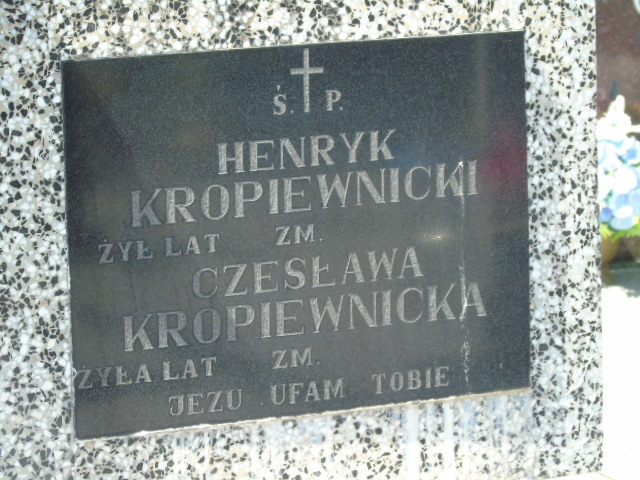 Ś. P.
HENRYK
KROPIEWNICKI
ŻYŁ LAT ZM.
CZESŁAWA
KROPIEWNICKA
ŻYŁA LAT ZM.
JEZU UFAM TOBIE